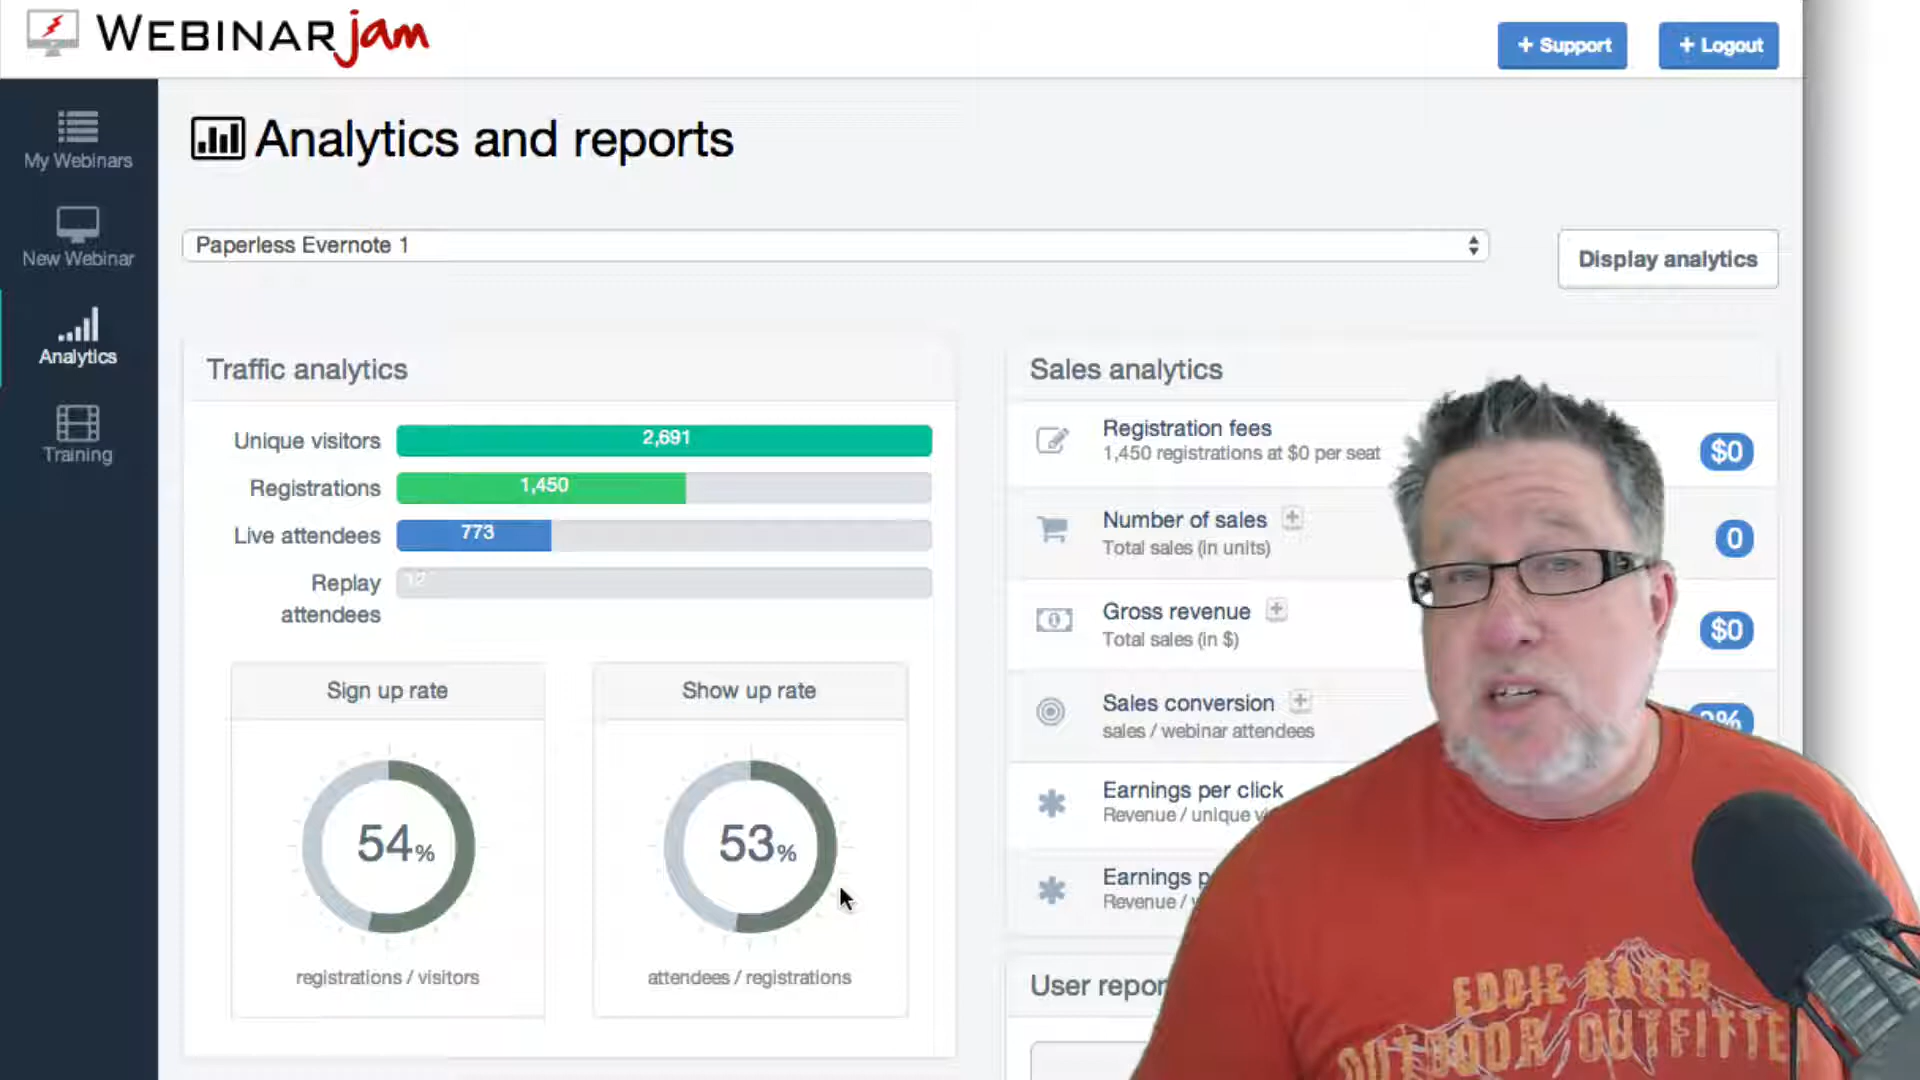 WEBINARjam
+ Support
+ Logout
My Webinars
New Webinar
Analytics
Training
Analytics and reports
Paperless Evernote 1
Display analytics
Traffic analytics
Unique visitors 2,691
Registrations 1,450
Live attendees 773
Replay
attendees
Sign up rate
54%
registrations / visitors
Show up rate
53%
attendees / registrations
Sales analytics
Registration fees
1,450 registrations at $0 per seat
$0
Number of sales
Total sales (in units)
0
Gross revenue
Total sales (in $)
$0
Sales conversion
sales / webinar attendees
Earnings per click
Revenue / unique
Earnings
Revenue /
User
EDDIE BAUER
OUTDOOR OUTFITTE